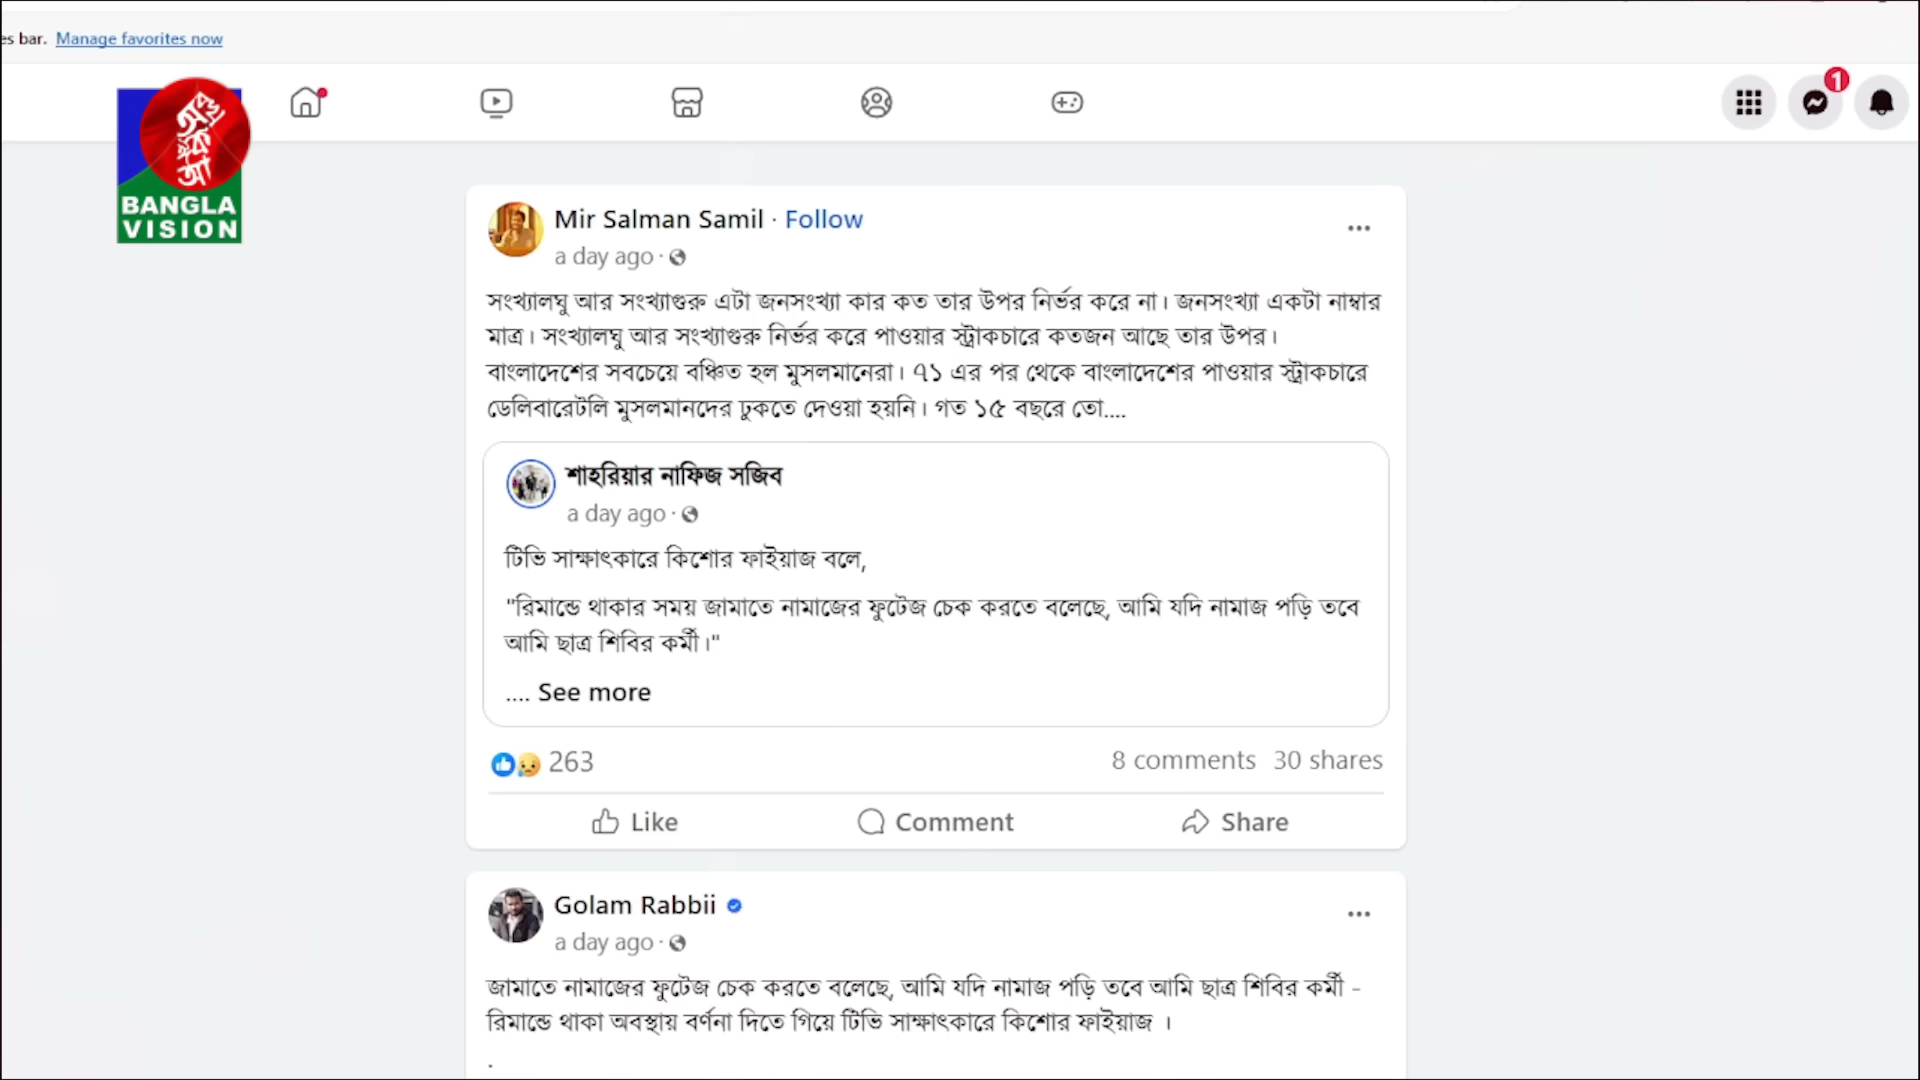 es bar. Manage favorites now
1
BANGLA
VISION
Mir Salman Samil · Follow
a day ago ·
সংখ্যালঘু আর সংখ্যাগুরু এটা জনসংখ্যা কার কত তার উপর নির্ভর করে না। জনসংখ্যা একটা নাম্বার
মাত্র। সংখ্যালঘু আর সংখ্যাগুরু নির্ভর করে পাওয়ার স্ট্রাকচারে কতজন আছে তার উপর।
বাংলাদেশের সবচেয়ে বঞ্চিত হল মুসলমানেরা। ৭১ এর পর থেকে বাংলাদেশের পাওয়ার স্ট্রাকচারে
ডেলিবারেটলি মুসলমানদের ঢুকতে দেওয়া হয়নি। গত ১৫ বছরে তো....
শাহরিয়ার নাফিজ সজিব
a day ago ·
টিভি সাক্ষাৎকারে কিশোর ফাইয়াজ বলে,
"রিমান্ডে থাকার সময় জামাতে নামাজের ফুটেজ চেক করতে বলেছে, আমি যদি নামাজ পড়ি তবে
আমি ছাত্র শিবির কর্মী।"
.... See more
263 8 comments 30 shares
Like Comment Share
Golam Rabbii
a day ago ·
জামাতে নামাজের ফুটেজ চেক করতে বলেছে, আমি যদি নামাজ পড়ি তবে আমি ছাত্র শিবির কর্মী -
রিমান্ডে থাকা অবস্থায় বর্ণনা দিতে গিয়ে টিভি সাক্ষাৎকারে কিশোর ফাইয়াজ ।
.